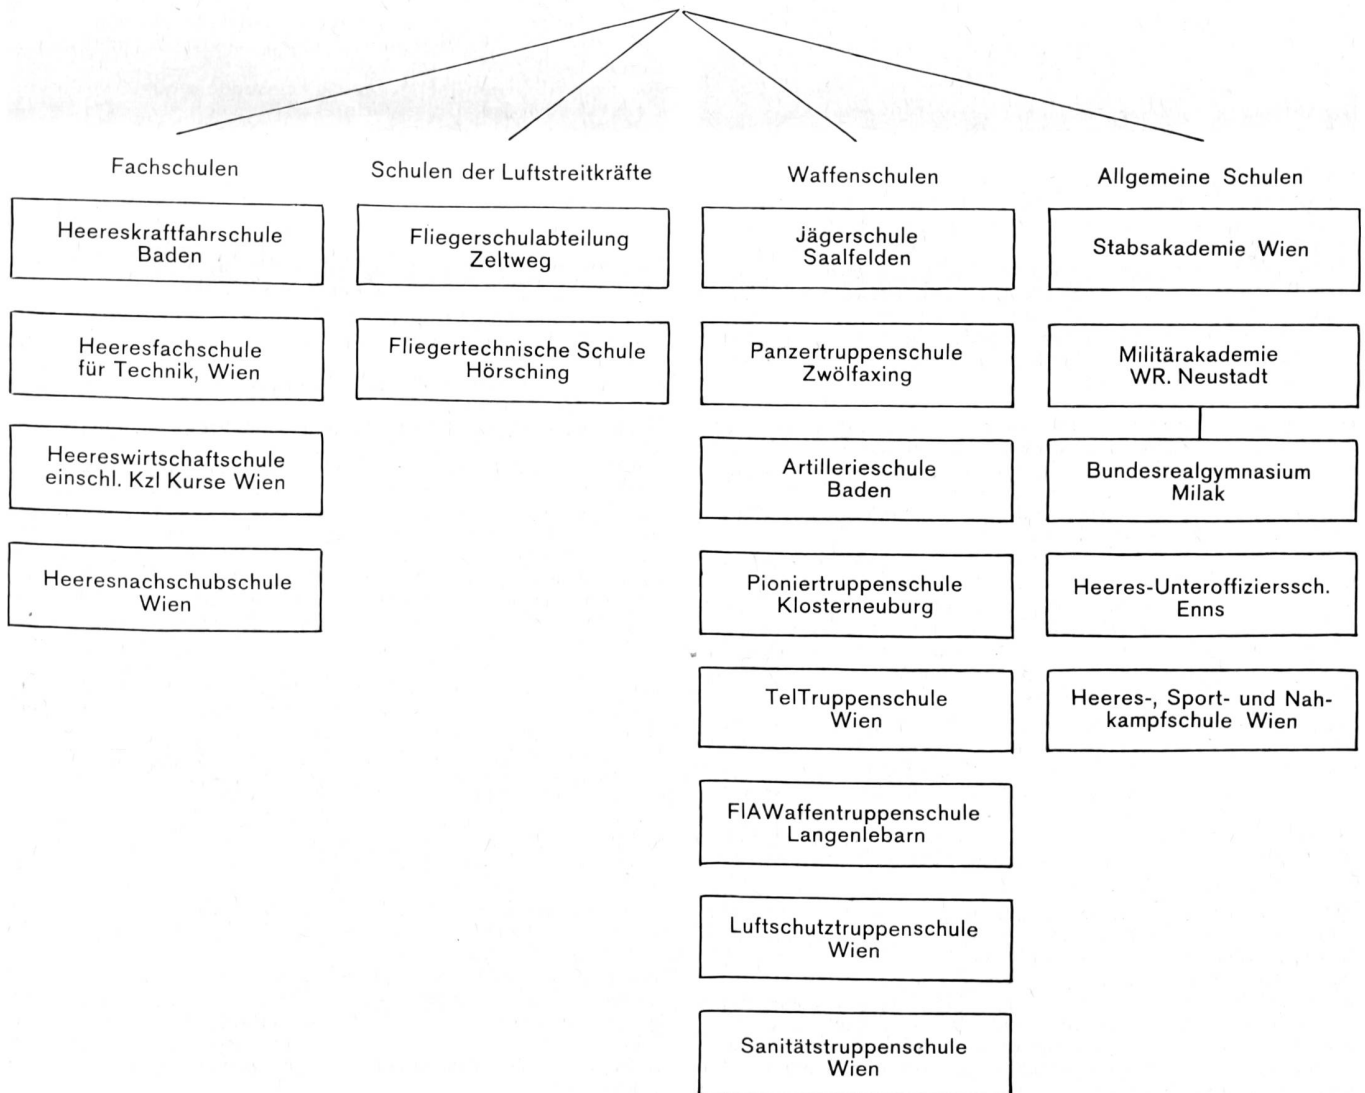 Fachschulen
Heereskraftfahrschule
Baden
Heeresfachschule
für Technik, Wien
Heereswirtschaftschule
einschl. Kzl Kurse Wien
Heeresnachschubschule
Wien
Schulen der Luftstreitkräfte
Fliegerschulabteilung
Zeltweg
Fliegertechnische Schule
Hörsching
Waffenschulen
Jägerschule
Saalfelden
Panzertruppenschule
Zwölfaxing
Artillerieschule
Baden
Pioniertruppenschule
Klosterneuburg
TelTruppenschule
Wien
FlAWaffentruppenschule
Langenlebarn
Luftschutztruppenschule
Wien
Sanitätstruppenschule
Wien
Allgemeine Schulen
Stabsakademie Wien
Militärakademie
WR. Neustadt
Bundesrealgymnasium
Milak
Heeres-Unteroffizierssch.
Enns
Heeres-, Sport- und Nah-
kampfschule Wien